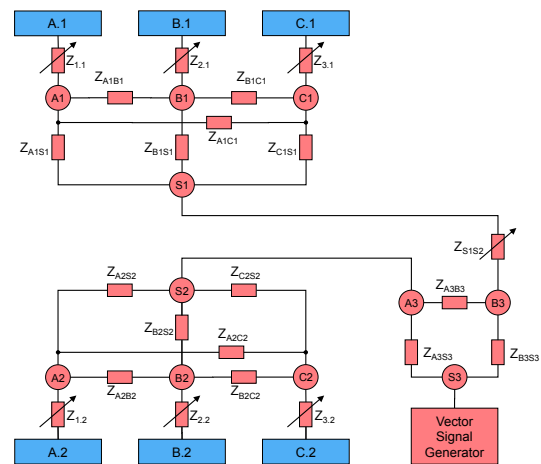 A.1 B.1 C.1
Z1.1 Z2.1 Z3.1
ZA1B1 ZB1C1
A1 B1 C1
ZA1C1
ZA1S1 ZB1S1 ZC1S1
S1
ZS1S2
ZA2S2 ZC2S2
S2
ZA3B3
A3 B3
ZB2S2
ZA2C2
ZA3S3 ZB3S3
A2 B2 C2
S3
ZA2B2 ZB2C2
Z1.2 Z2.2 Z3.2
Vector
Signal
Generator
A.2 B.2 C.2